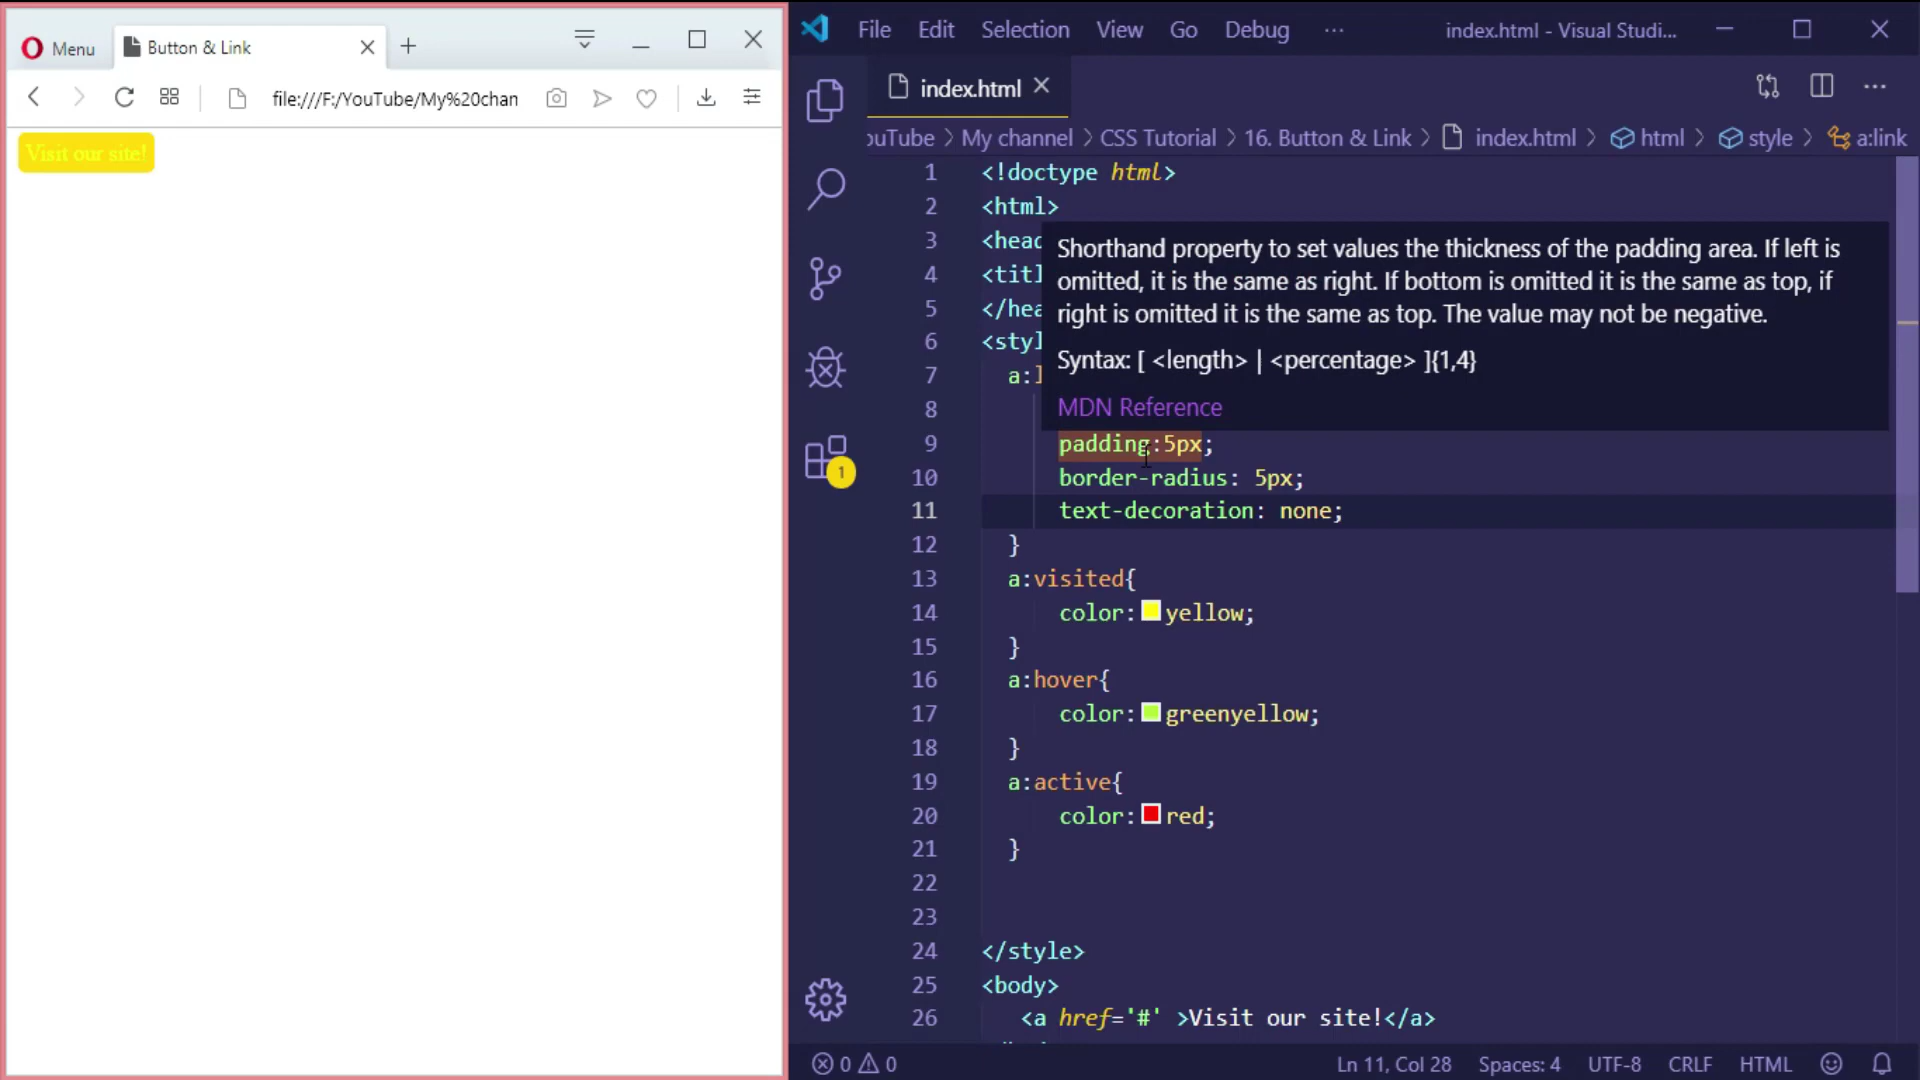 Menu
Button & Link
file:///F:/YouTube/My%20chan
Visit our site!
File Edit Selection View Go Debug ··· index.html - Visual Studi...
index.html
ouTube > My channel > CSS Tutorial > 16. Button & Link > index.html > html > style > a:link
1 <!doctype html>
2 <html>
3 <head
4 <titl
5 </hea
6 <styl
7 a:l
8
Shorthand property to set values the thickness of the padding area. If left is
omitted, it is the same as right. If bottom is omitted it is the same as top, if
right is omitted it is the same as top. The value may not be negative.
Syntax: [ <length> | <percentage> ]{1,4}
MDN Reference
9 padding:5px;
10 border-radius: 5px;
11 text-decoration: none;
12 }
13 a:visited{
14 color:yellow;
15 }
16 a:hover{
17 color:greenyellow;
18 }
19 a:active{
20 color:red;
21 }
22
23
24 </style>
25 <body>
26 <a href='#' >Visit our site!</a>
1
0 0 Ln 11, Col 28 Spaces: 4 UTF-8 CRLF HTML